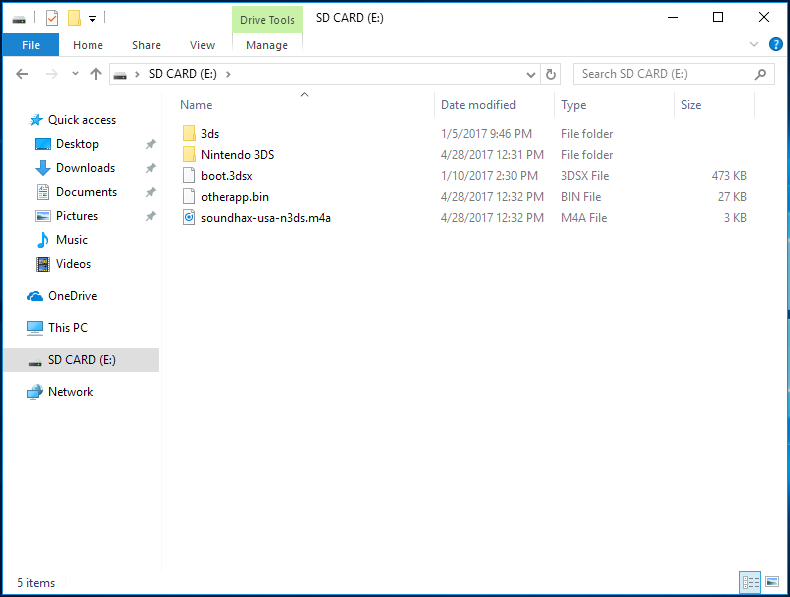 Drive Tools SD CARD (E:)
File Home Share View Manage
SD CARD (E:) Search SD CARD (E:)
Name Date modified Type Size
Quick access
Desktop
Downloads
Documents
Pictures
Music
Videos
OneDrive
This PC
SD CARD (E:)
Network
3ds 1/5/2017 9:46 PM File folder
Nintendo 3DS 4/28/2017 12:31 PM File folder
boot.3dsx 1/10/2017 2:30 PM 3DSX File 473 KB
otherapp.bin 4/28/2017 12:32 PM BIN File 27 KB
soundhax-usa-n3ds.m4a 4/28/2017 12:32 PM M4A File 3 KB
5 items